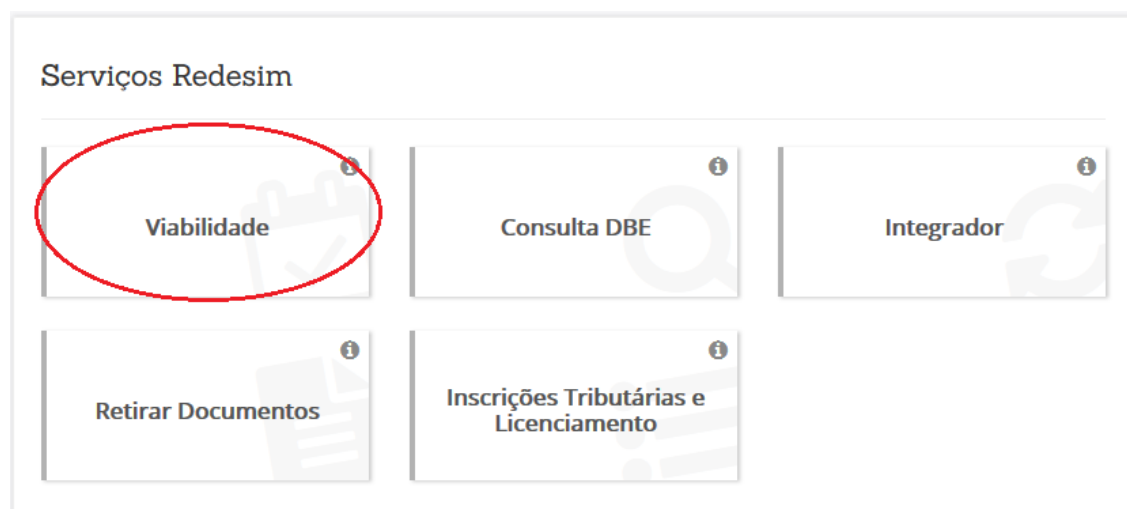 Serviços Redesim
Viabilidade
Consulta DBE
Integrador
Retirar Documentos
Inscrições Tributárias e
Licenciamento